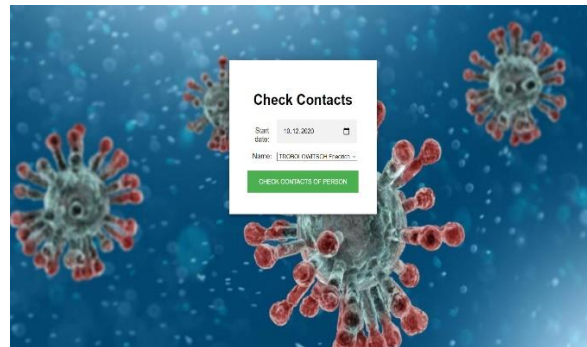 Check Contacts
Start
date:
10.12.2020
Name:
CHECK CONTACTS OF PERSON